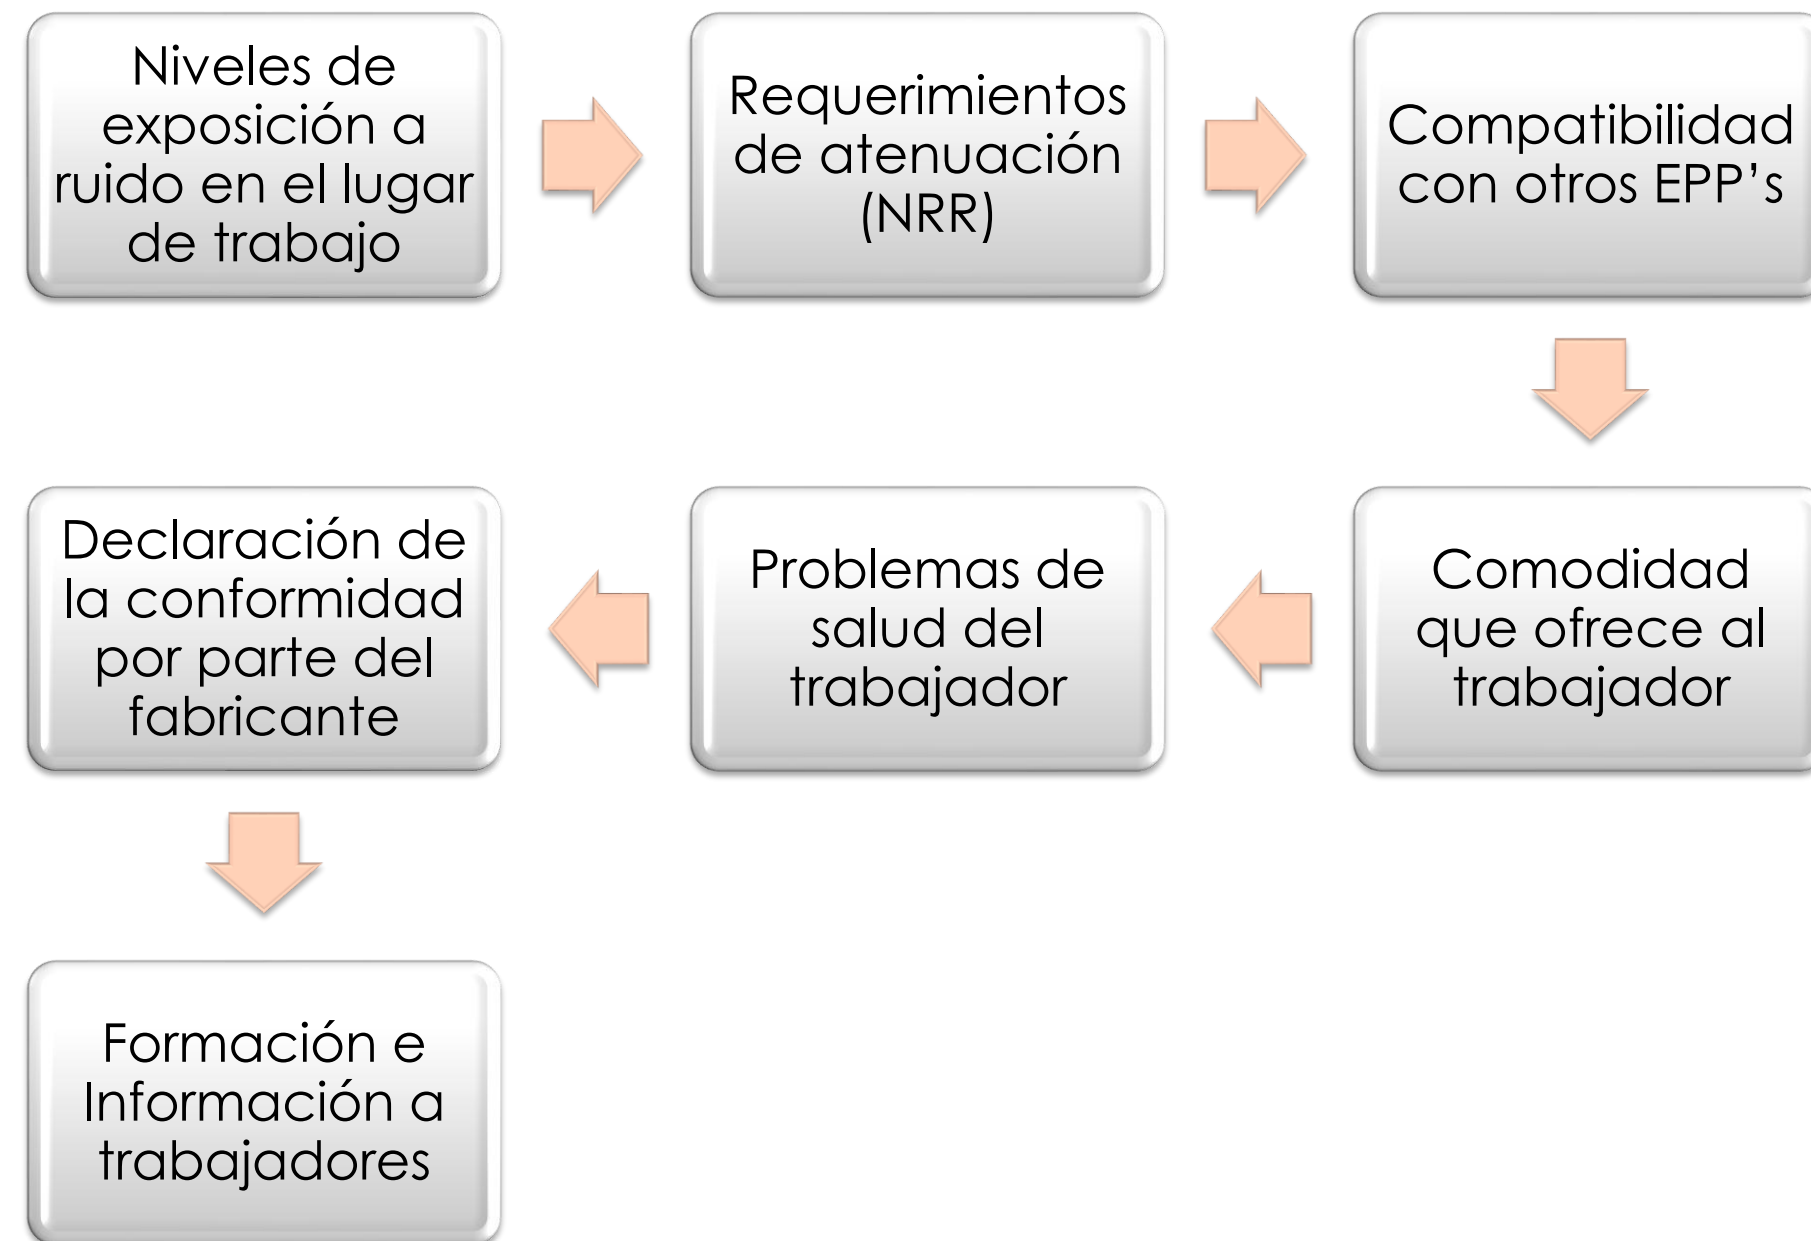 Niveles de
exposición a
ruido en el lugar
de trabajo
Requerimientos
de atenuación
(NRR)
Compatibilidad
con otros EPP’s
Comodidad
que ofrece al
trabajador
Problemas de
salud del
trabajador
Declaración de
la conformidad
por parte del
fabricante
Formación e
Información a
trabajadores